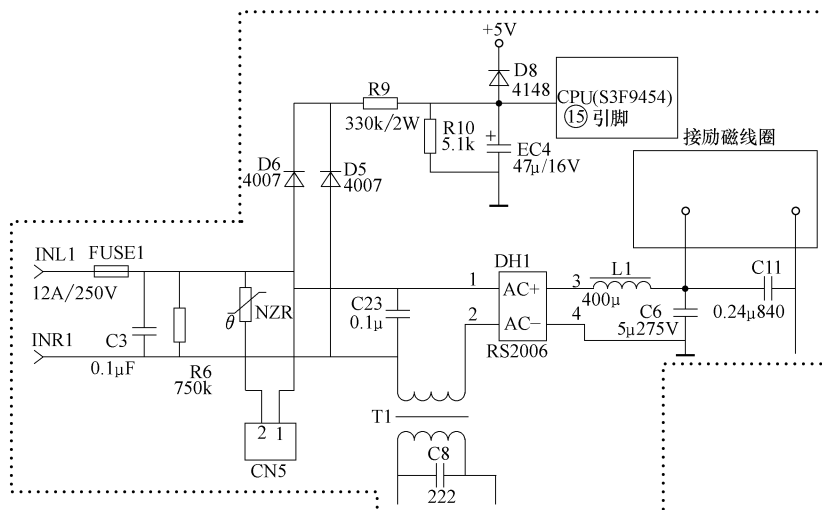 +5V
D8
4148
R9
330k/2W
CPU(S3F9454)
⑮ 引脚
R10
5.1k
+
EC4
47μ/16V
接励磁线圈
D6
4007
D5
4007
INL1
FUSE1
12A/250V
NZR
θ
C3
0.1μF
R6
750k
INR1
2 1
CN5
C23
0.1μ
DH1
1
AC+
3
2
AC−
4
RS2006
L1
400μ
C6
5μ275V
C11
0.24μ840
T1
C8
222